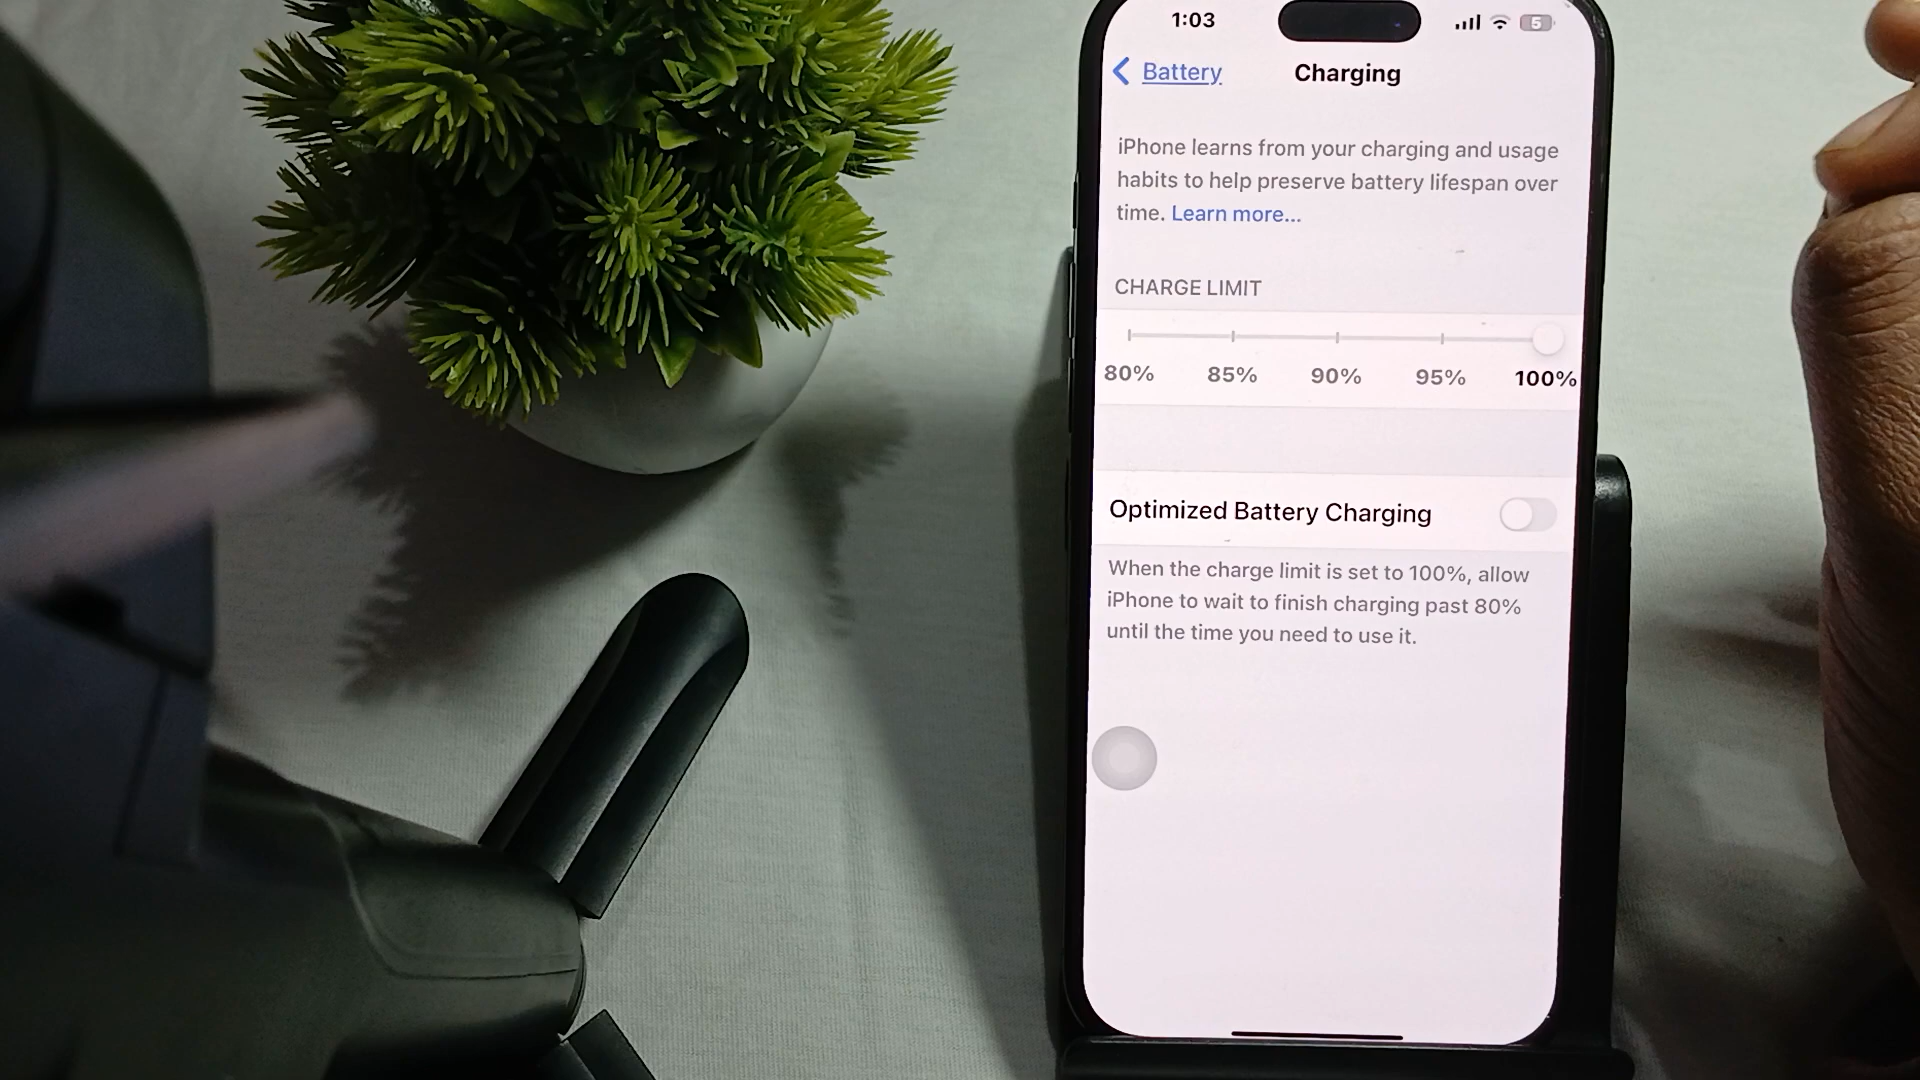 1:03
5
Battery
Charging
iPhone learns from your charging and usage
habits to help preserve battery lifespan over
time. Learn more...
CHARGE LIMIT
80% 85% 90% 95% 100%
Optimized Battery Charging
When the charge limit is set to 100%, allow
iPhone to wait to finish charging past 80%
until the time you need to use it.